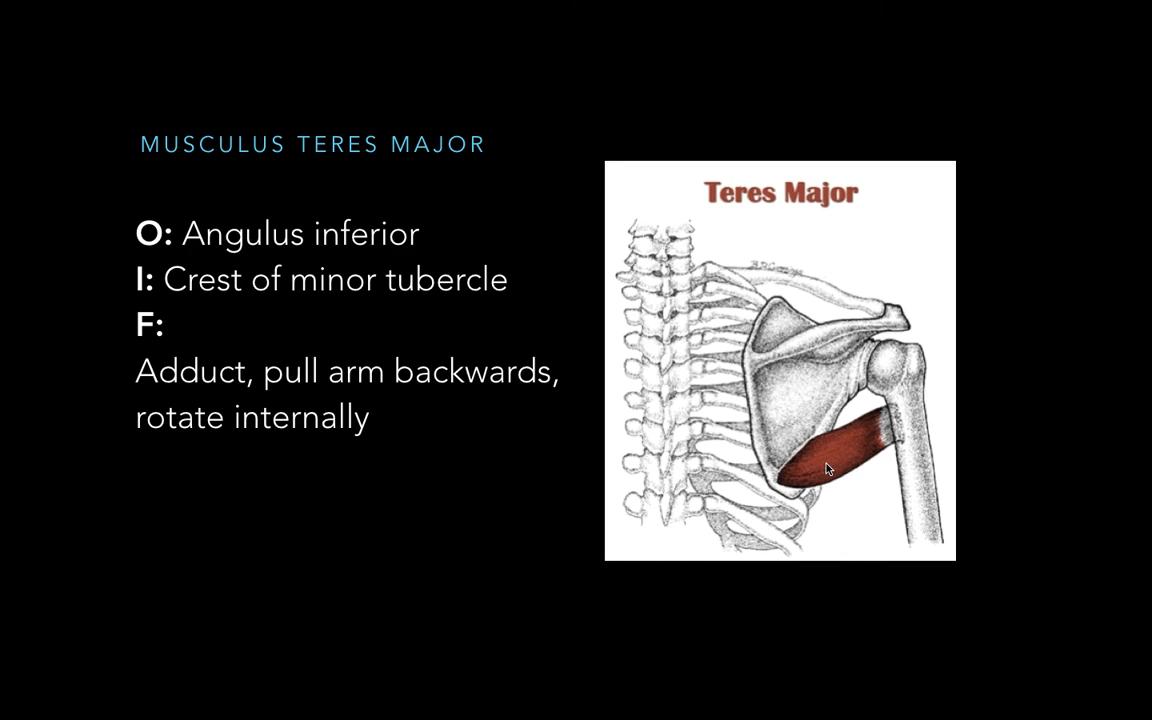 MUSCULUS TERES MAJOR
O: Angulus inferior
I: Crest of minor tubercle
F:
Adduct, pull arm backwards,
rotate internally
Teres Major